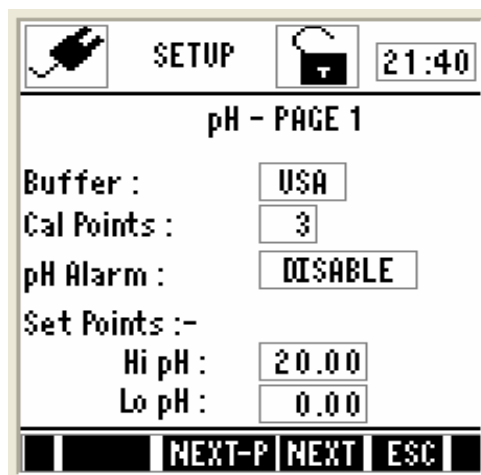 SETUP 21:40
pH - PAGE 1
Buffer : USA
Cal Points : 3
pH Alarm : DISABLE
Set Points :-
Hi pH : 20.00
Lo pH : 0.00
NEXT-P NEXT ESC